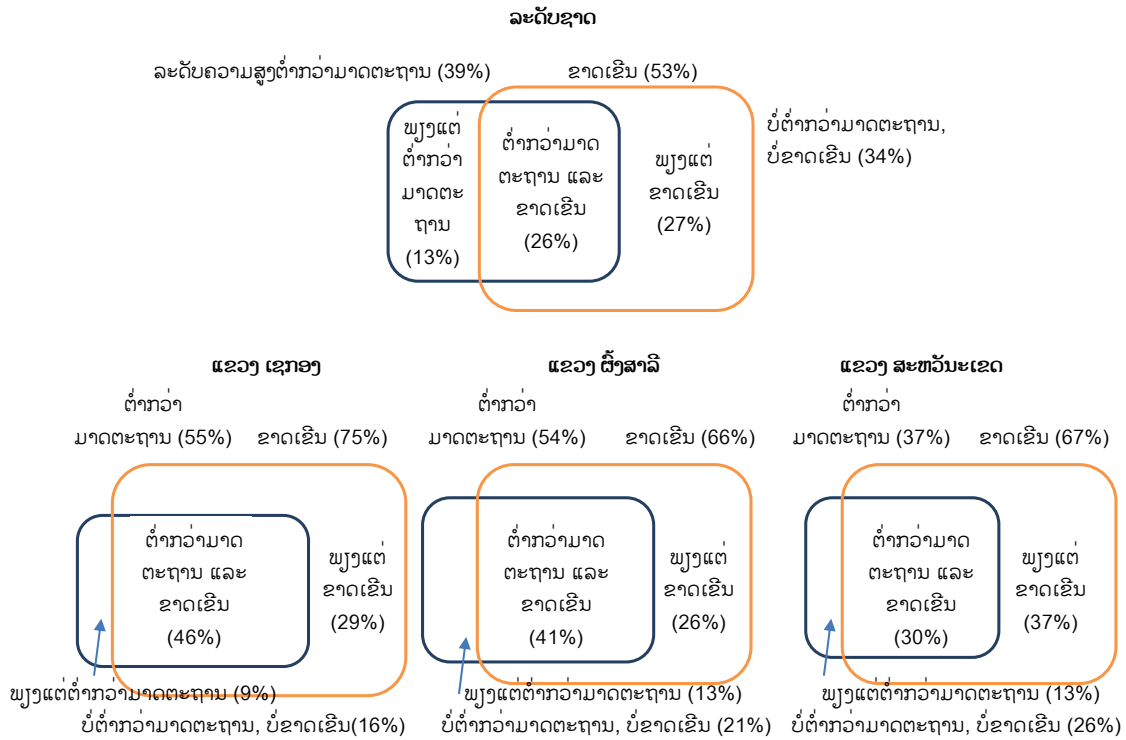 ລະດັບຊາດ
ລະດັບຄວາມສູງຕ່ຳກວ່າມາດຕະຖານ (39%)
ຂາດເຂີນ (53%)
ພຽງແຕ່
ຕ່ຳກວ່າ
ມາດຕະ
ຖານ
(13%)
ຕ່ຳກວ່າມາດ
ຕະຖານ ແລະ
ຂາດເຂີນ
(26%)
ພຽງແຕ່
ຂາດເຂີນ
(27%)
ບໍ່ຕ່ຳກວ່າມາດຕະຖານ,
ບໍ່ຂາດເຂີນ (34%)
ແຂວງ ເຊກອງ
ຕ່ຳກວ່າ
ມາດຕະຖານ (55%)
ຂາດເຂີນ (75%)
ຕ່ຳກວ່າມາດ
ຕະຖານ ແລະ
ຂາດເຂີນ
(46%)
ພຽງແຕ່
ຂາດເຂີນ
(29%)
ພຽງແຕ່ຕ່ຳກວ່າມາດຕະຖານ (9%)
ບໍ່ຕ່ຳກວ່າມາດຕະຖານ, ບໍ່ຂາດເຂີນ(16%)
ແຂວງ ຜົ້ງສາລີ
ຕ່ຳກວ່າ
ມາດຕະຖານ (54%)
ຂາດເຂີນ (66%)
ຕ່ຳກວ່າມາດ
ຕະຖານ ແລະ
ຂາດເຂີນ
(41%)
ພຽງແຕ່
ຂາດເຂີນ
(26%)
ພຽງແຕ່ຕ່ຳກວ່າມາດຕະຖານ (13%)
ບໍ່ຕ່ຳກວ່າມາດຕະຖານ, ບໍ່ຂາດເຂີນ (21%)
ແຂວງ ສະຫວັນະເຂດ
ຕ່ຳກວ່າ
ມາດຕະຖານ (37%)
ຂາດເຂີນ (67%)
ຕ່ຳກວ່າມາດ
ຕະຖານ ແລະ
ຂາດເຂີນ
(30%)
ພຽງແຕ່
ຂາດເຂີນ
(37%)
ພຽງແຕ່ຕ່ຳກວ່າມາດຕະຖານ (13%)
ບໍ່ຕ່ຳກວ່າມາດຕະຖານ, ບໍ່ຂາດເຂີນ (26%)